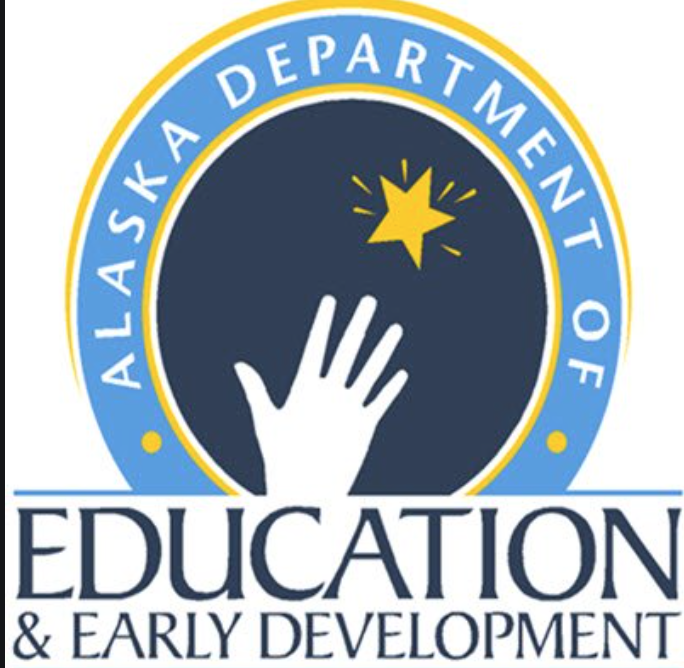 ALASKA DEPARTMENT OF
EDUCATION
& EARLY DEVELOPMENT